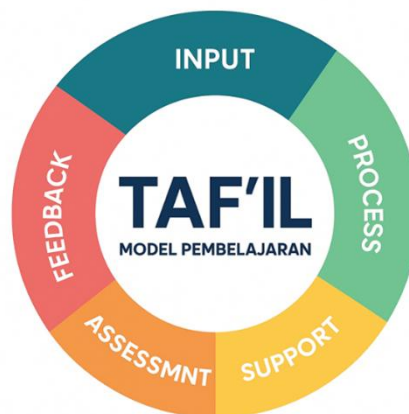 INPUT
PROCESS
SUPPORT
ASSESSMNT
FEEDBACK
TAF'IL
MODEL PEMBELAJARAN